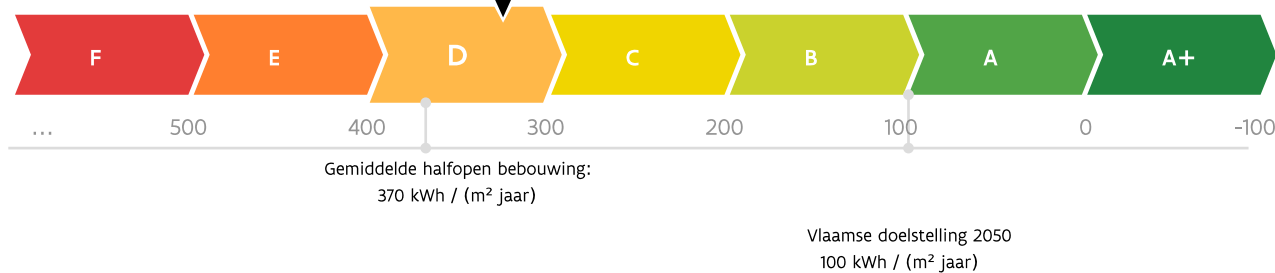 F E D C B A A+
... 500 400 300 200 100 0 -100
Gemiddelde halfopen bebouwing:
370 kWh / (m² jaar)
Vlaamse doelstelling 2050
100 kWh / (m² jaar)